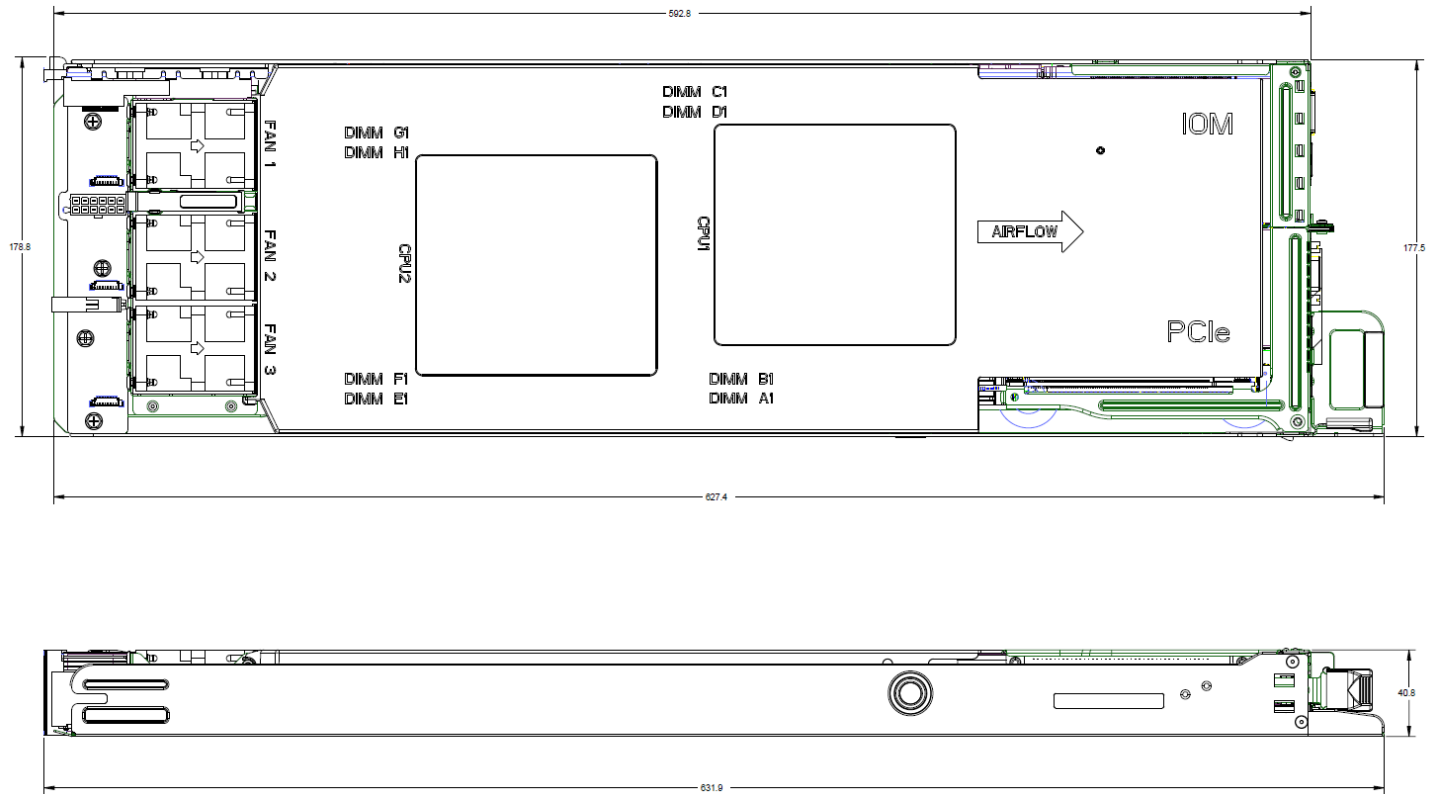 592.8
178.8
177.5
FAN 1
FAN 2
FAN 3
DIMM G1
DIMM H1
DIMM C1
DIMM D1
CPU2
CPU1
IOM
AIRFLOW
PCIe
DIMM F1
DIMM E1
DIMM B1
DIMM A1
627.4
40.8
631.9